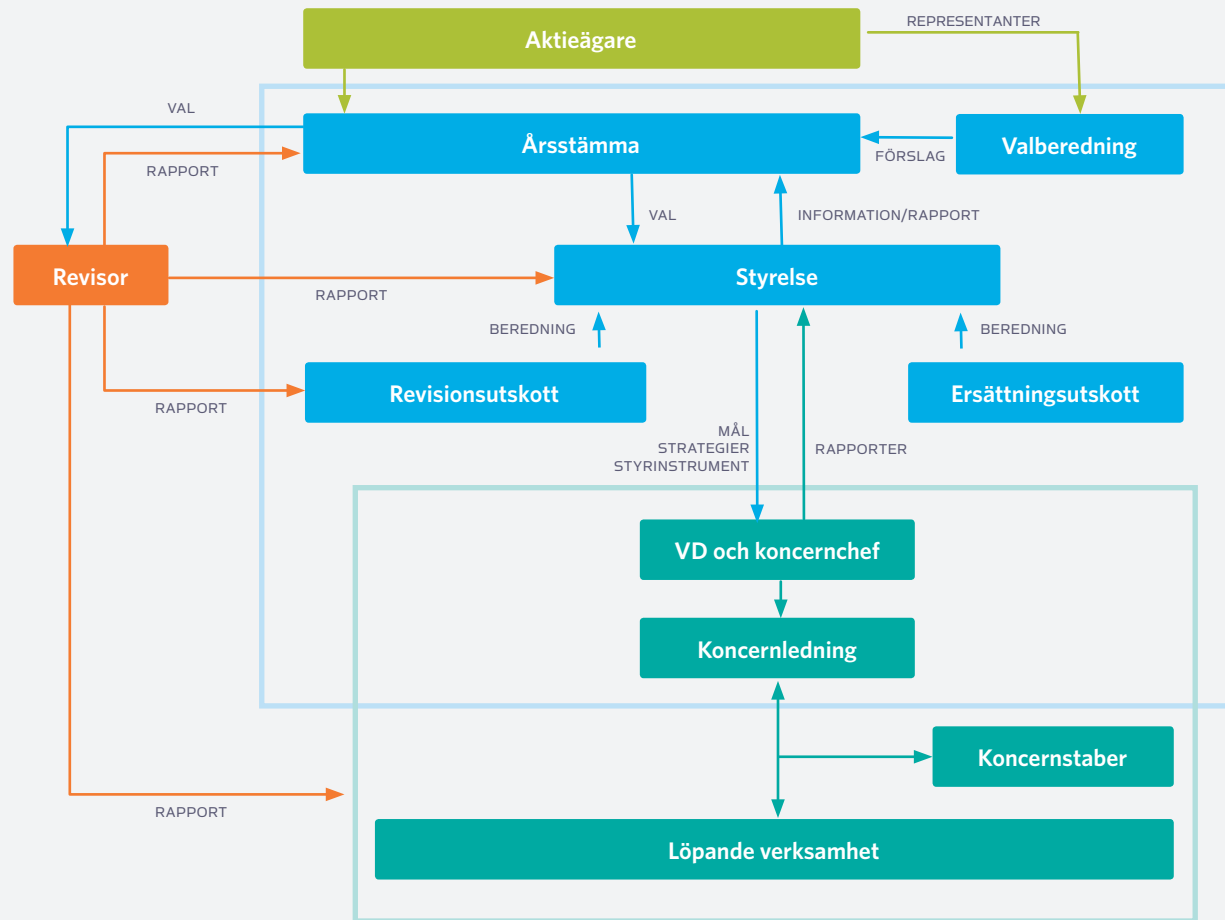 REPRESENTANTER
Aktieägare
VAL
Årsstämma
Valberedning
FÖRSLAG
RAPPORT
VAL
INFORMATION/RAPPORT
Revisor
Styrelse
RAPPORT
BEREDNING
BEREDNING
Revisionsutskott
Ersättningsutskott
RAPPORT
MÅL
STRATEGIER
STYRINSTRUMENT
RAPPORTER
VD och koncernchef
Koncernledning
Koncernstaber
RAPPORT
Löpande verksamhet